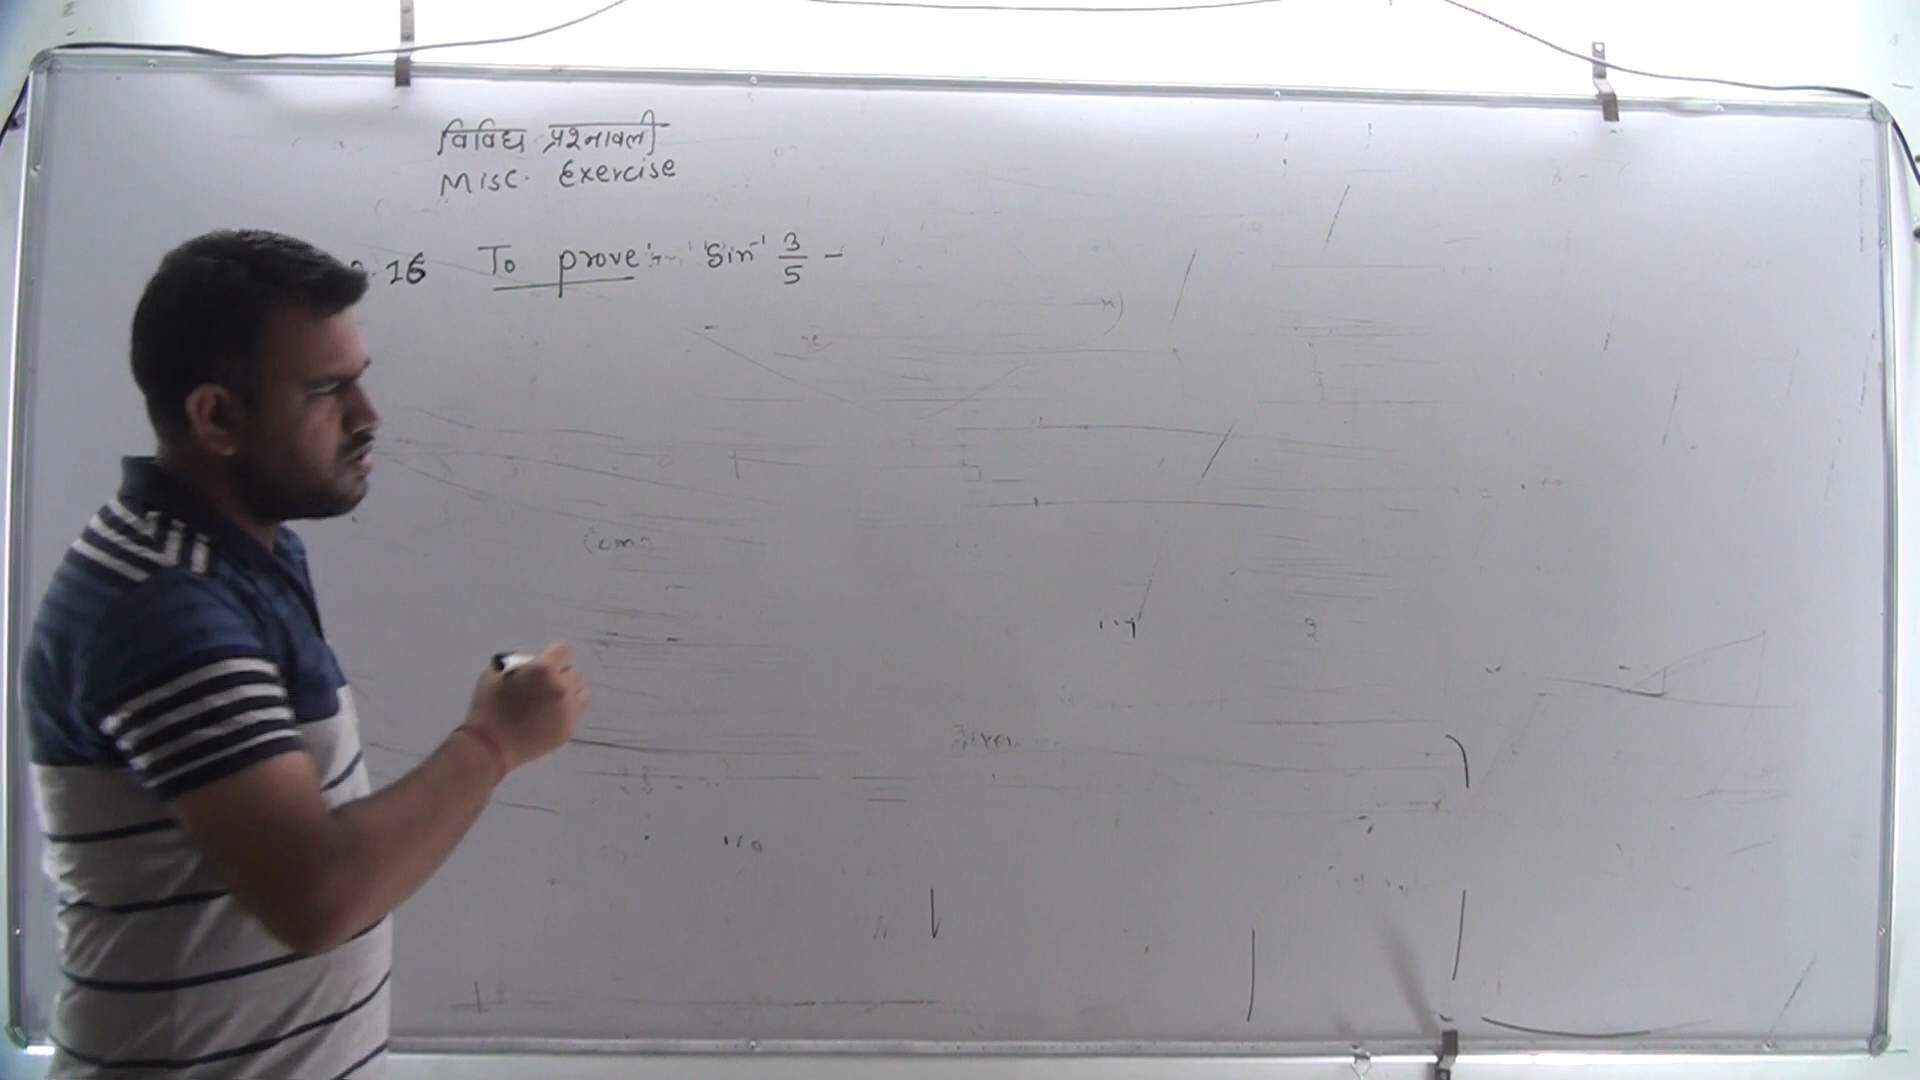 विविध प्रश्नावली
Misc. Exercise
16 To prove :- Sin⁻¹ 3/5 -